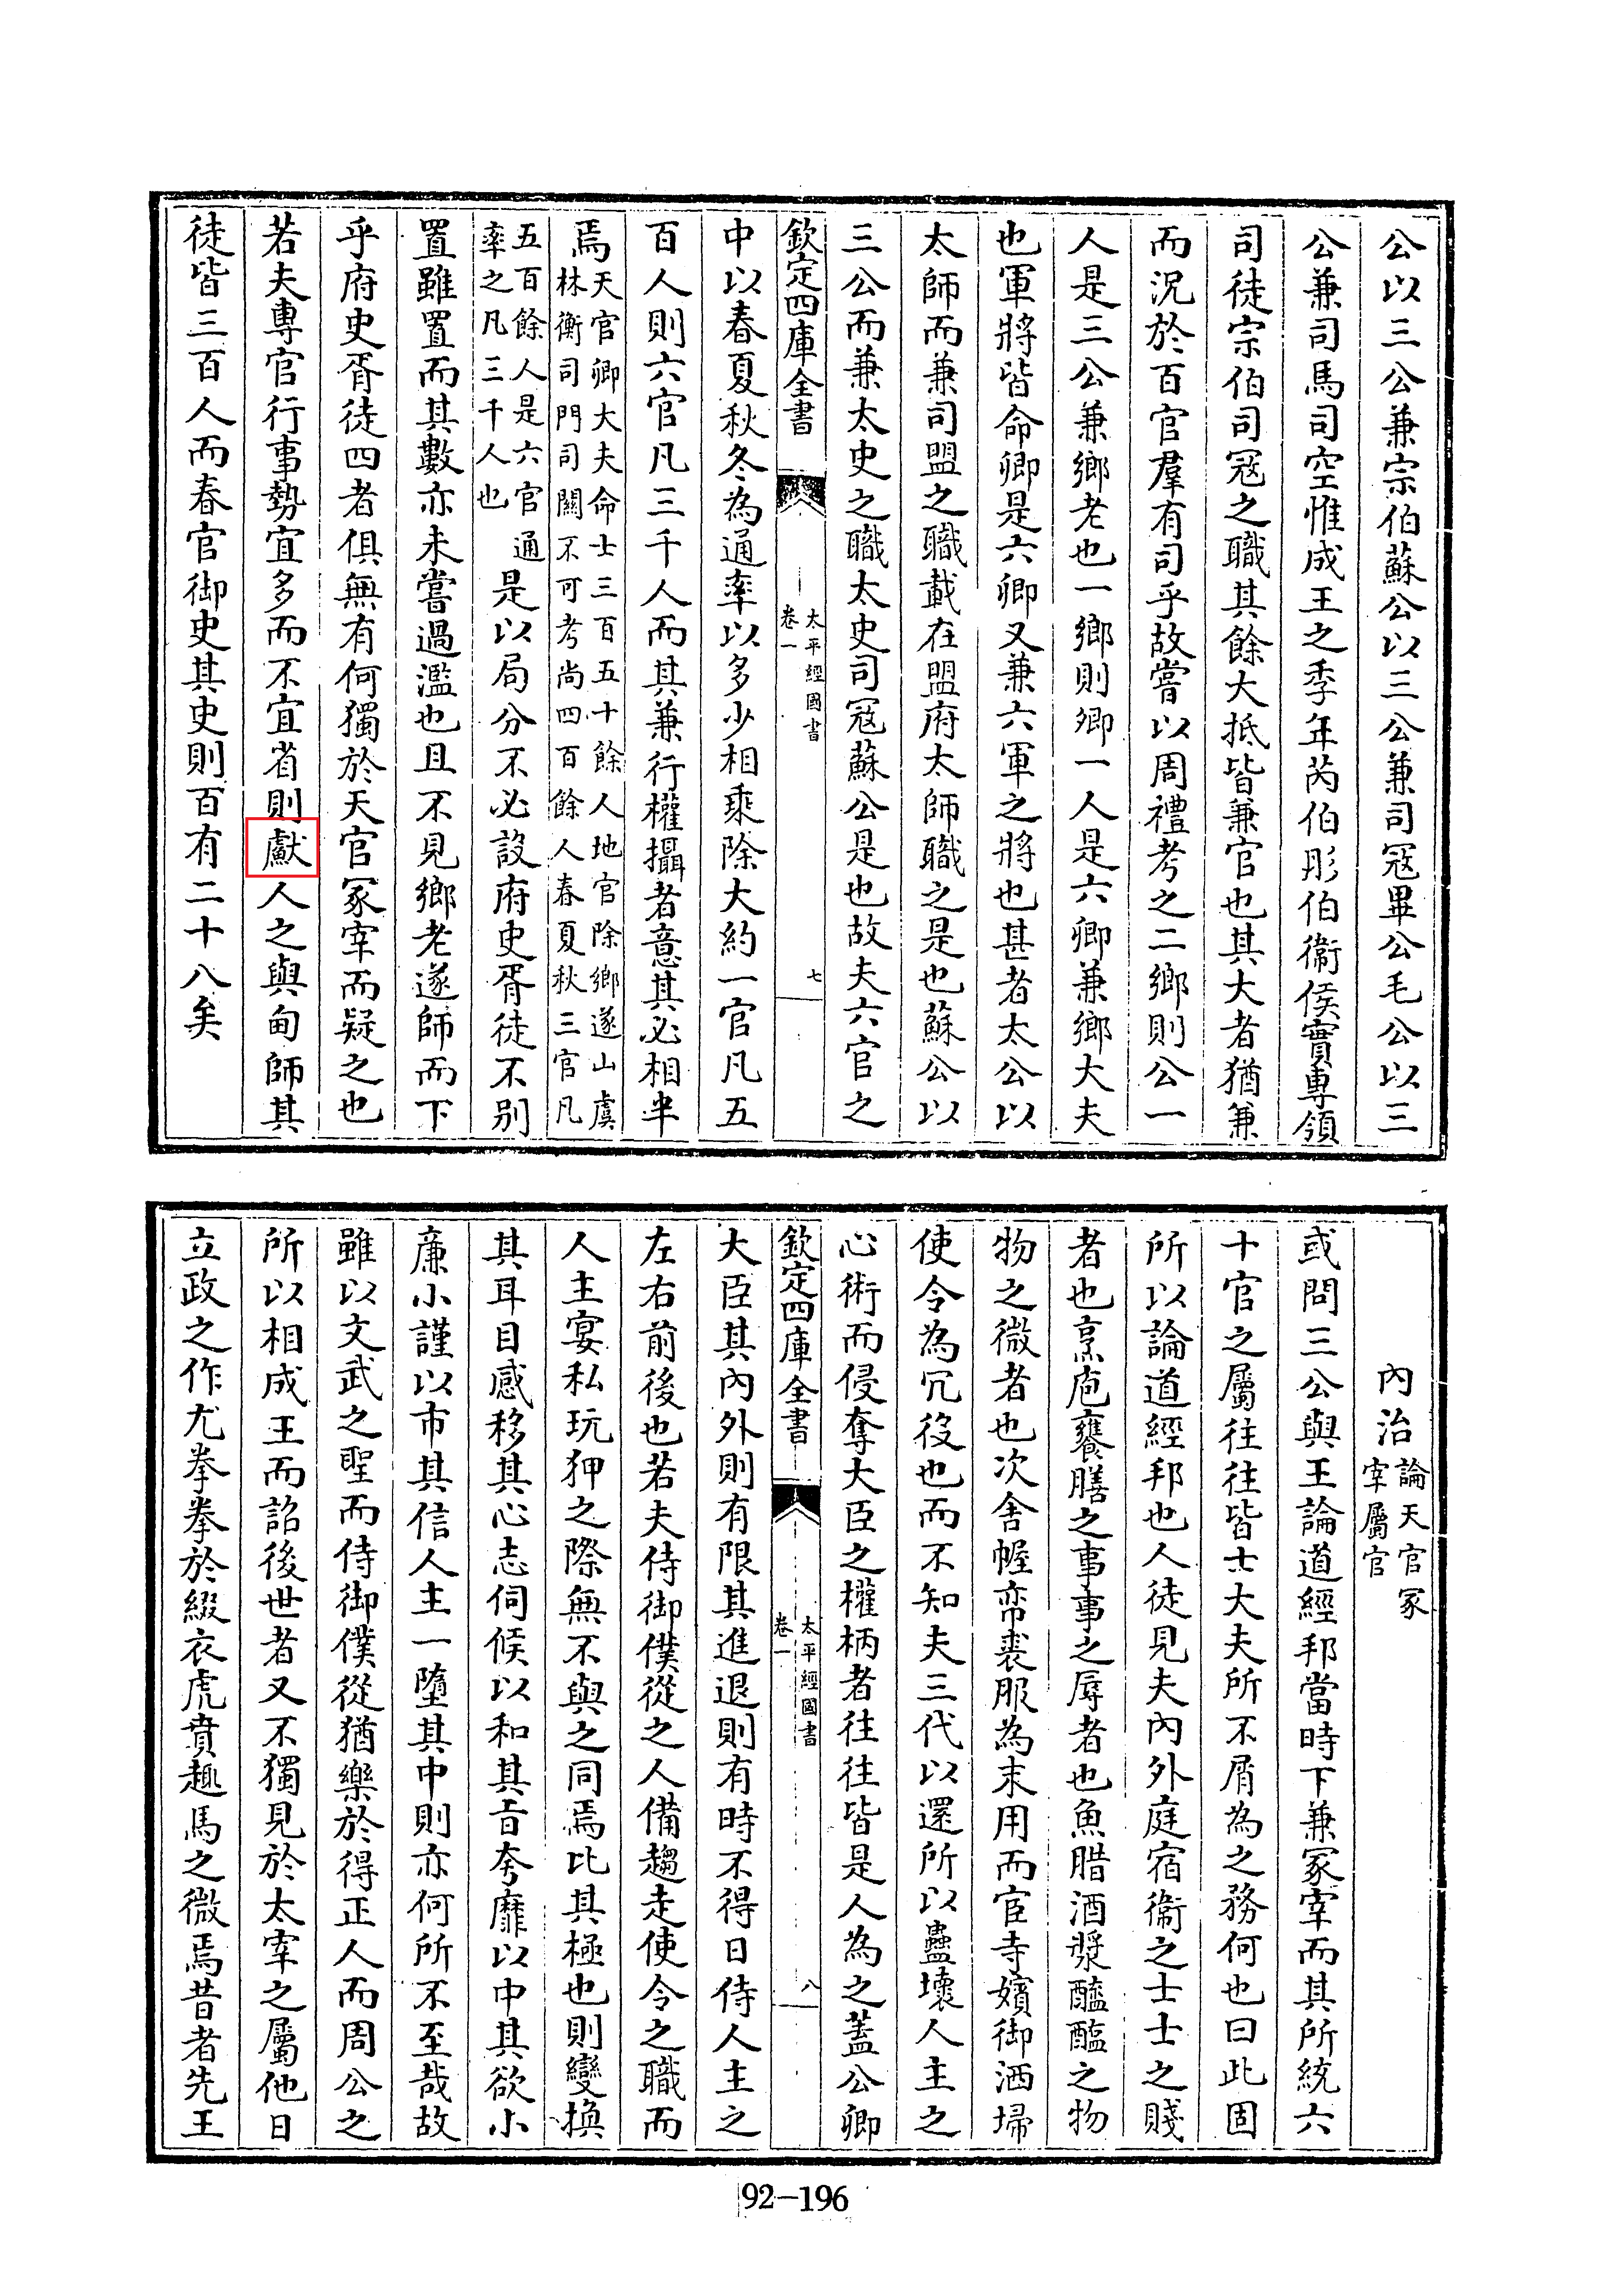 公以三公兼宗伯蘇公以三公兼司冦畢公毛公以三
公兼司馬司空惟成王之季年芮伯彤伯衞侯實專領
司徒宗伯司冦之職其餘大抵皆兼官也其大者猶兼
而况於百官羣有司乎故嘗以周禮考之二鄉則公一
人是三公兼鄉老也一鄉則卿一人是六卿兼鄉大夫
也軍將皆命卿是六卿又兼六軍之將也甚者太公以
太師而兼司盟之職載在盟府太師職之是也蘇公以
三公而兼太史之職太史司冦蘇公是也故夫六官之
欽定四庫全書
太平經國書
卷一
七
中以春夏秋冬為通率以多少相乘除大約一官凡五
百人則六官凡三千人而其兼行權攝者意其必相半
焉天官卿大夫命士三百五十餘人地官除鄉遂山虞
林衡司門司關不可考尚四百餘人春夏秋三官凡
五百餘人是六官通
率之凡三千人也
是以局分不必設府史胥徒不别
置雖置而其數亦未嘗過濫也且不見鄉老遂師而下
乎府史胥徒四者俱無有何獨於天官冢宰而疑之也
若夫專官行事勢宜多而不宜省則䱷人之與甸師其
徒皆三百人而春官御史其史則百有二十八矣
内治論天官冢
宰屬官
或問三公與王論道經邦當時下兼冢宰而其所統六
十官之屬往往皆士大夫所不屑為之務何也曰此固
所以論道經邦也人徒見夫内外庭宿衞之士士之賤
者也烹庖饔膳之事事之辱者也魚腊酒漿醯醢之物
物之微者也次舍幄帟裘服為末用而宦寺嬪御洒埽
使令為冗役也而不知夫三代以還所以蠱壞人主之
心術而侵奪大臣之權柄者往往皆是人為之蓋公卿
欽定四庫全書
太平經國書
卷一
八
大臣其内外則有限其進退則有時不得日侍人主之
左右前後也若夫侍御僕從之人備趨走使令之職而
人主宴私玩狎之際無不與之同焉比其極也則變換
其耳目感移其心志伺候以和其音夸靡以中其欲小
亷小謹以市其信人主一墮其中則亦何所不至哉故
雖以文武之聖而侍御僕從猶樂於得正人而周公之
所以相成王而詔後世者又不獨見於太宰之屬他日
立政之作尤拳拳於綴衣虎賁趣馬之微焉昔者先王
92-196